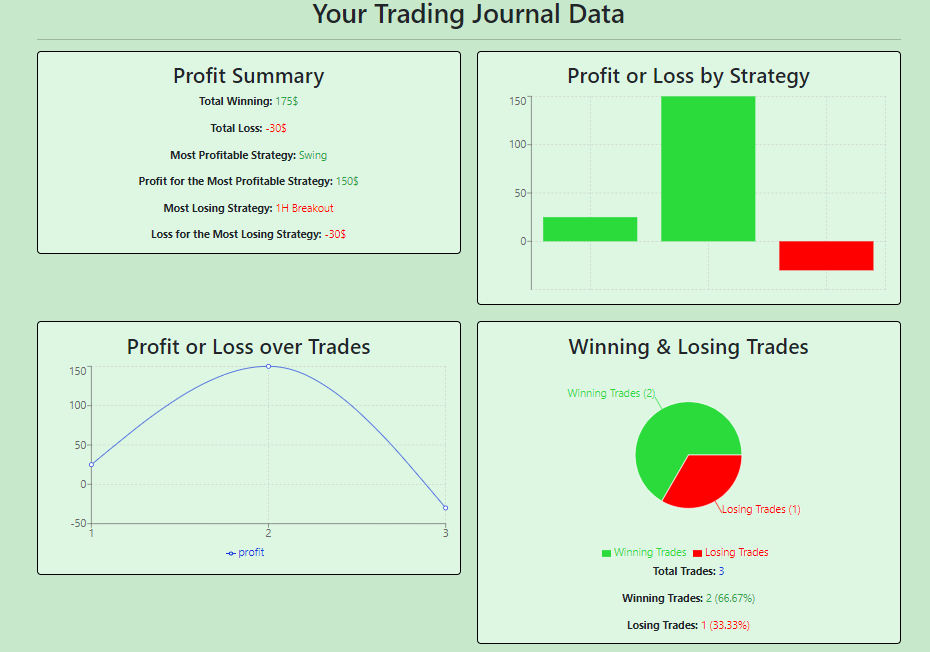 Your Trading Journal Data
Profit Summary
Total Winning: 175$
Total Loss: -30$
Most Profitable Strategy: Swing
Profit for the Most Profitable Strategy: 150$
Most Losing Strategy: 1H Breakout
Loss for the Most Losing Strategy: -30$
Profit or Loss by Strategy
150
100
50
0
Profit or Loss over Trades
150
100
50
0
-50
1 2 3
profit
Winning & Losing Trades
Winning Trades (2)
Losing Trades (1)
Winning Trades Losing Trades
Total Trades: 3
Winning Trades: 2 (66.67%)
Losing Trades: 1 (33.33%)